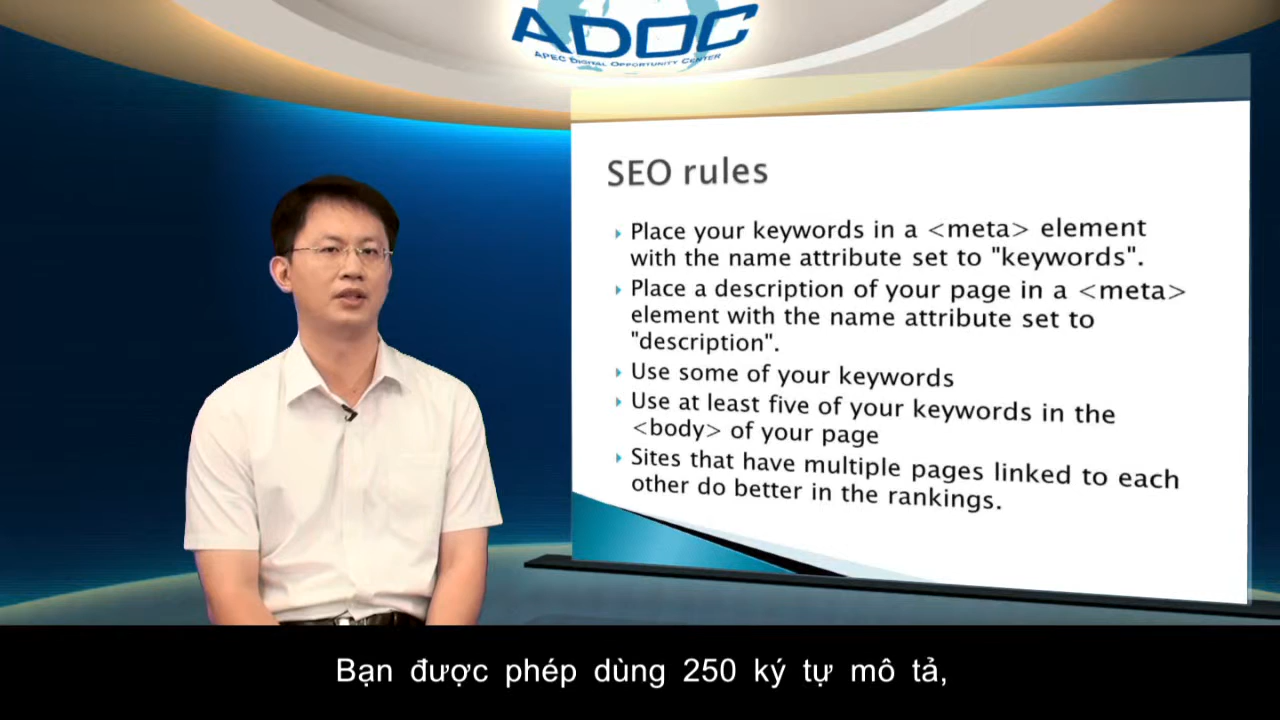 ADOC
APEC DIGITAL OPPORTUNITY CENTER
SEO rules
Place your keywords in a <meta> element
with the name attribute set to "keywords".
Place a description of your page in a <meta>
element with the name attribute set to
"description".
Use some of your keywords
Use at least five of your keywords in the
<body> of your page
Sites that have multiple pages linked to each
other do better in the rankings.
Bạn được phép dùng 250 ký tự mô tả,